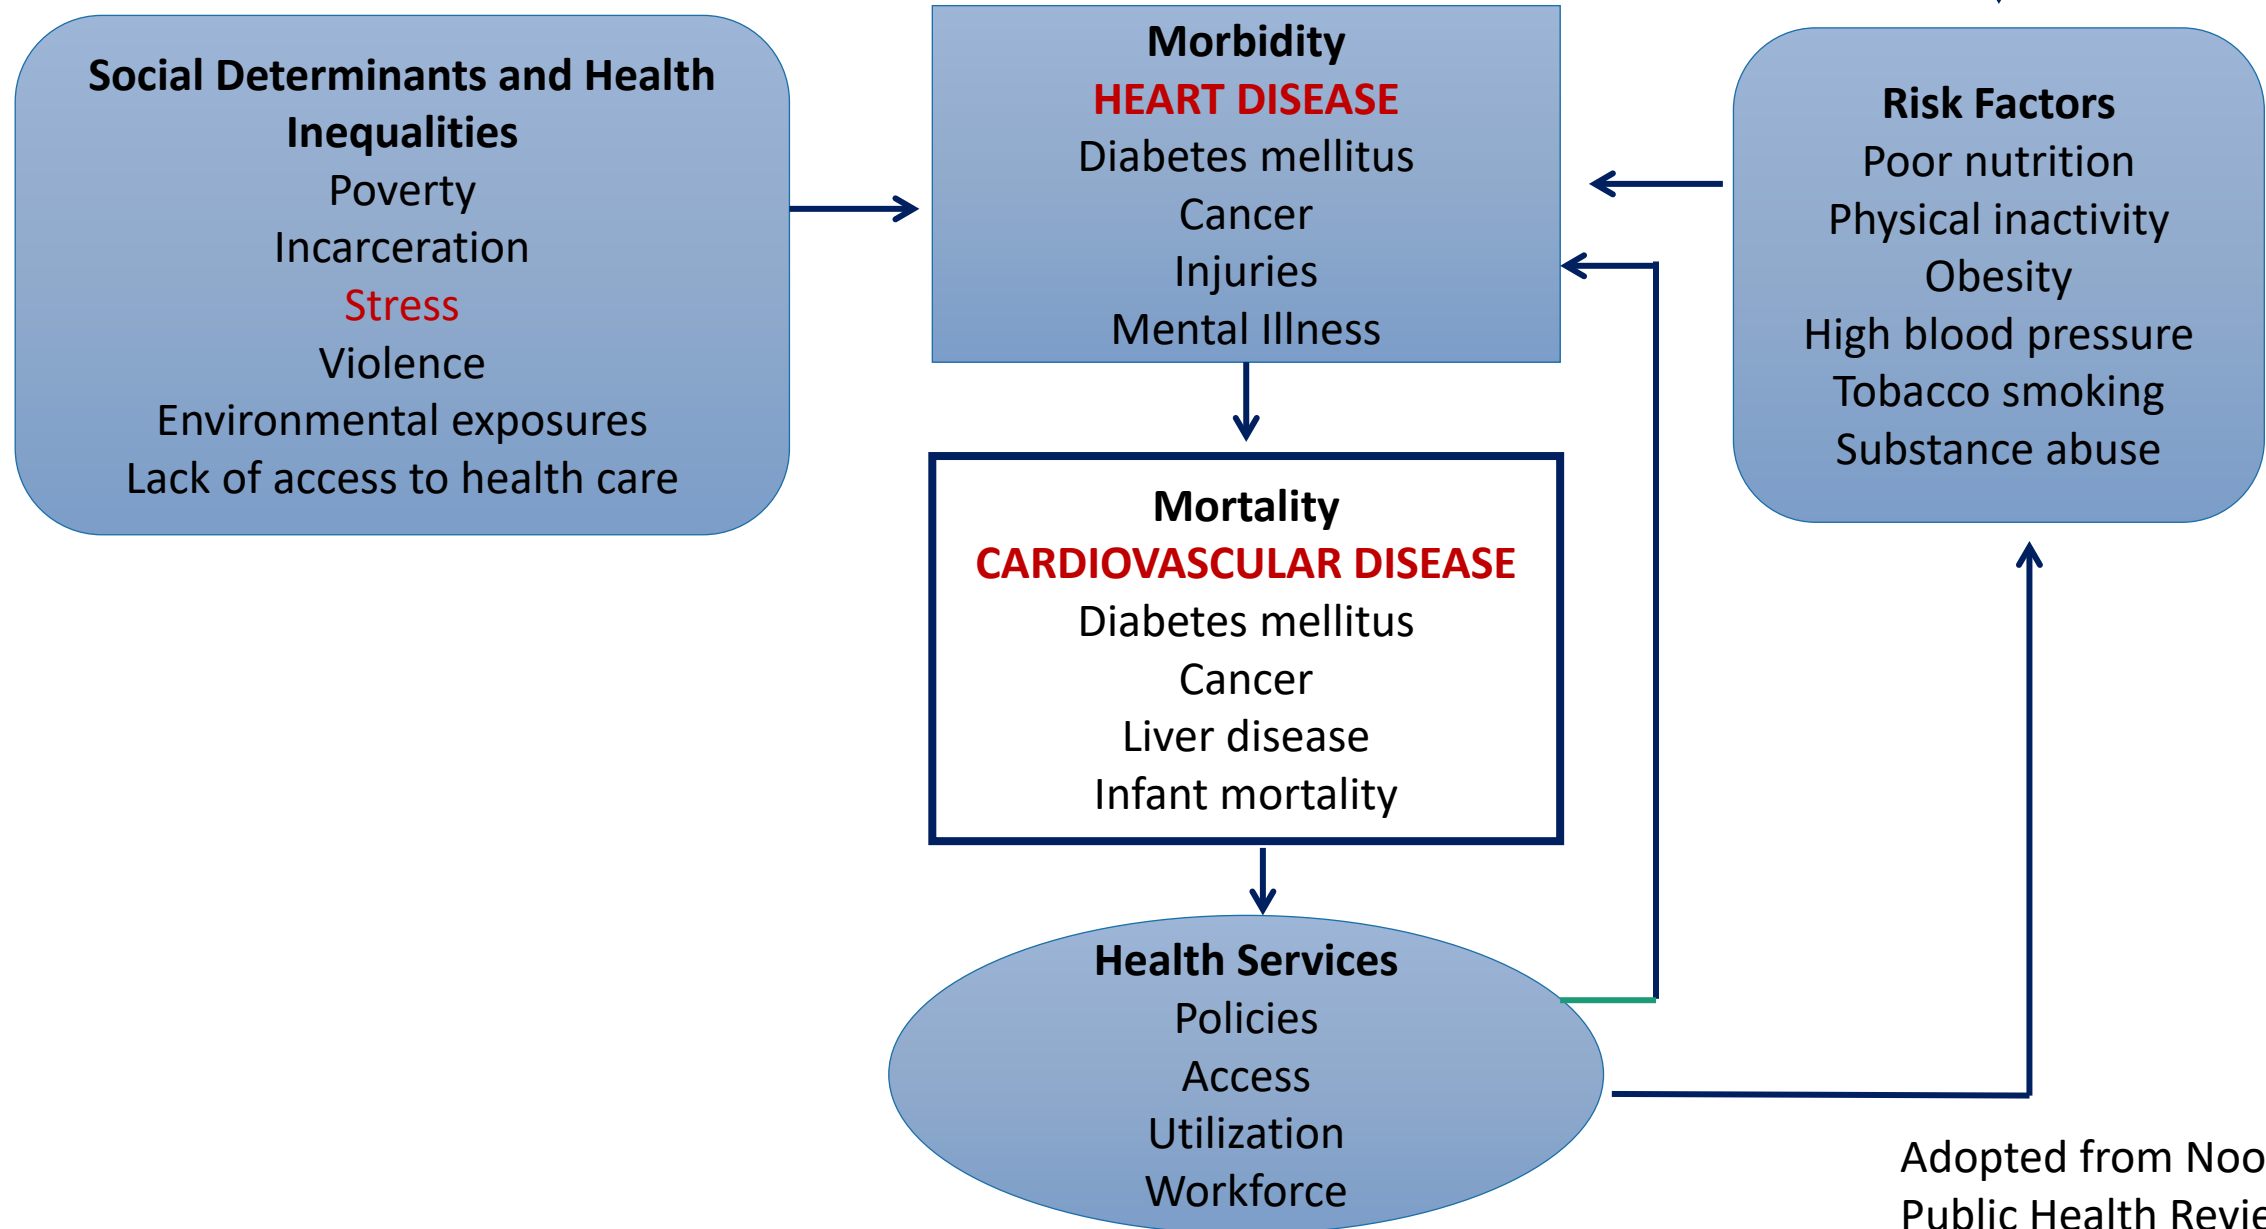 Social Determinants and Health
Inequalities
Poverty
Incarceration
Stress
Violence
Environmental exposures
Lack of access to health care
Morbidity
HEART DISEASE
Diabetes mellitus
Cancer
Injuries
Mental Illness
Risk Factors
Poor nutrition
Physical inactivity
Obesity
High blood pressure
Tobacco smoking
Substance abuse
Mortality
CARDIOVASCULAR DISEASE
Diabetes mellitus
Cancer
Liver disease
Infant mortality
Health Services
Policies
Access
Utilization
Workforce
Adopted from
Public Health